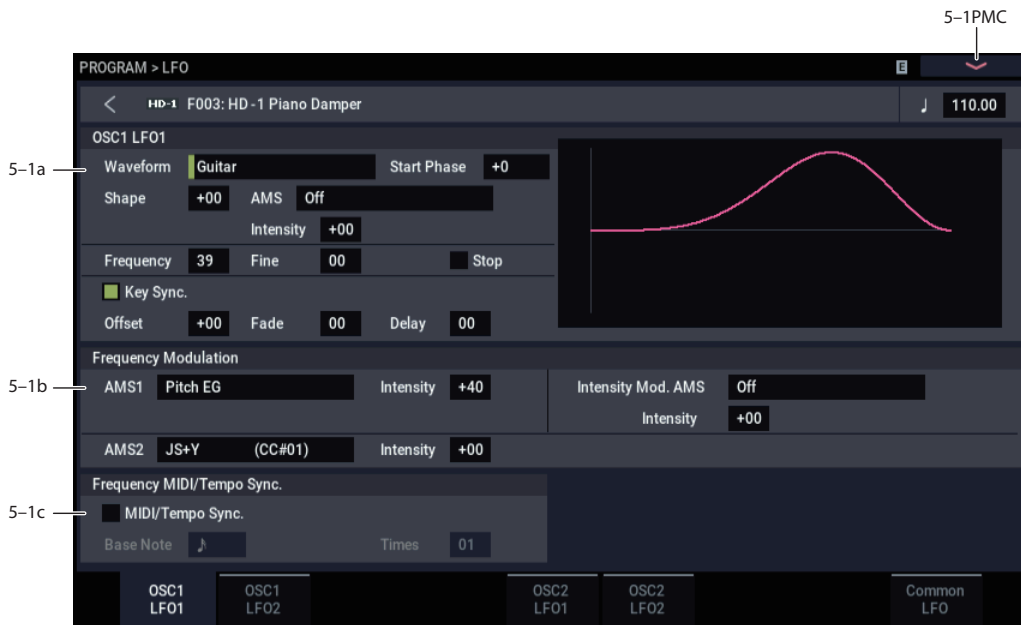 5–1PMC
PROGRAM > LFO
E
HD-1 F003: HD-1 Piano Damper
♩ 110.00
OSC1 LFO1
5–1a
Waveform Guitar Start Phase +0
Shape +00 AMS Off
Intensity +00
Frequency 39 Fine 00 Stop
Key Sync.
Offset +00 Fade 00 Delay 00
Frequency Modulation
5–1b
AMS1 Pitch EG Intensity +40 Intensity Mod. AMS Off
Intensity +00
AMS2 JS+Y (CC#01) Intensity +00
Frequency MIDI/Tempo Sync.
5–1c
MIDI/Tempo Sync.
Base Note ♪ Times 01
OSC1 LFO1
OSC1 LFO2
OSC2 LFO1
OSC2 LFO2
Common LFO